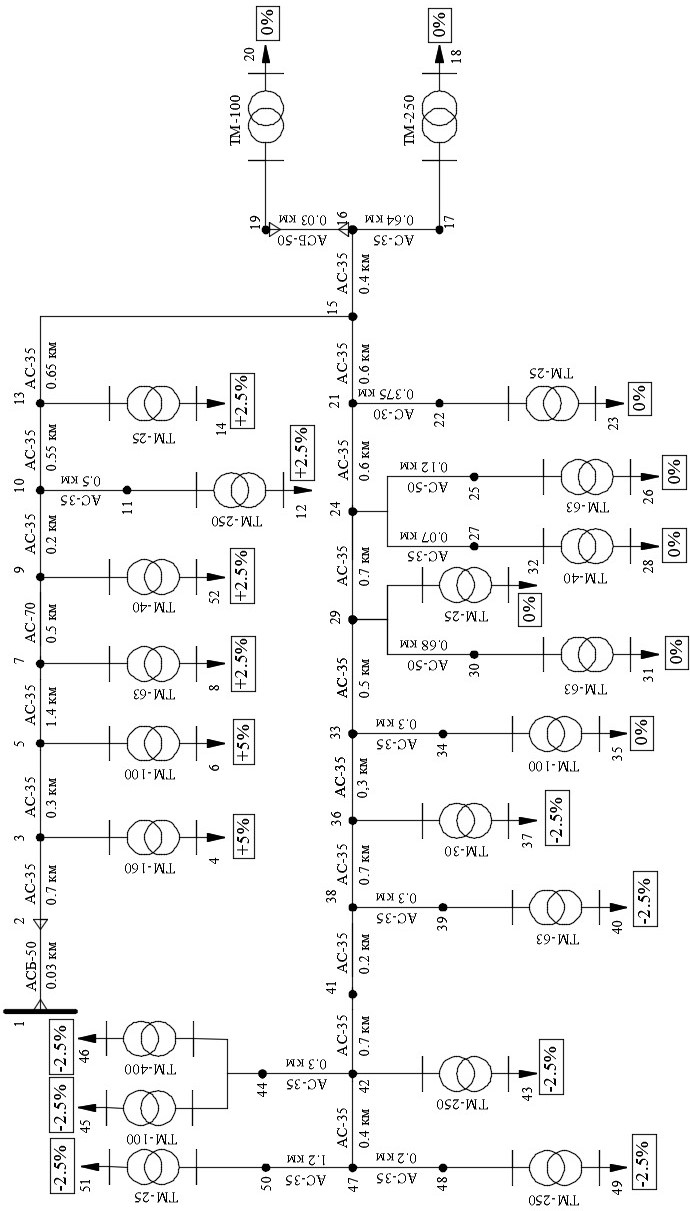 0%
0%
20
18
ТМ-100
ТМ-250
19
АСБ-50
0.03 км
16
АС-35
0.64 км
17
АС-35
0.4 км
15
АС-35
0.65 км
13
ТМ-25
14
+2.5%
АС-35
0.55 км
10
АС-35
0.5 км
11
ТМ-250
12
+2.5%
АС-35
0.2 км
9
ТМ-40
52
+2.5%
АС-70
0.5 км
7
ТМ-63
8
+2.5%
АС-35
1.4 км
5
ТМ-100
6
+5%
АС-35
0.3 км
3
ТМ-160
4
+5%
АС-35
0.7 км
2
АСБ-50
0.03 км
1
АС-35
0.6 км
21
АС-30
0.375 км
22
ТМ-25
23
0%
АС-35
0.6 км
24
АС-50
0.12 км
25
ТМ-63
26
0%
АС-35
0.07 км
27
ТМ-40
28
0%
АС-35
0.7 км
29
32
ТМ-25
0%
АС-50
0.68 км
30
ТМ-63
31
0%
АС-35
0.5 км
33
АС-35
0.3 км
34
ТМ-100
35
0%
АС-35
0,3 км
36
ТМ-30
37
-2.5%
АС-35
0.7 км
38
АС-35
0.3 км
39
ТМ-63
40
-2.5%
АС-35
0.2 км
41
АС-35
0.7 км
42
ТМ-250
43
-2.5%
АС-35
0.3 км
44
ТМ-400
46
-2.5%
ТМ-100
45
-2.5%
АС-35
0.4 км
47
АС-35
1.2 км
50
ТМ-25
51
-2.5%
АС-35
0.2 км
48
ТМ-250
49
-2.5%